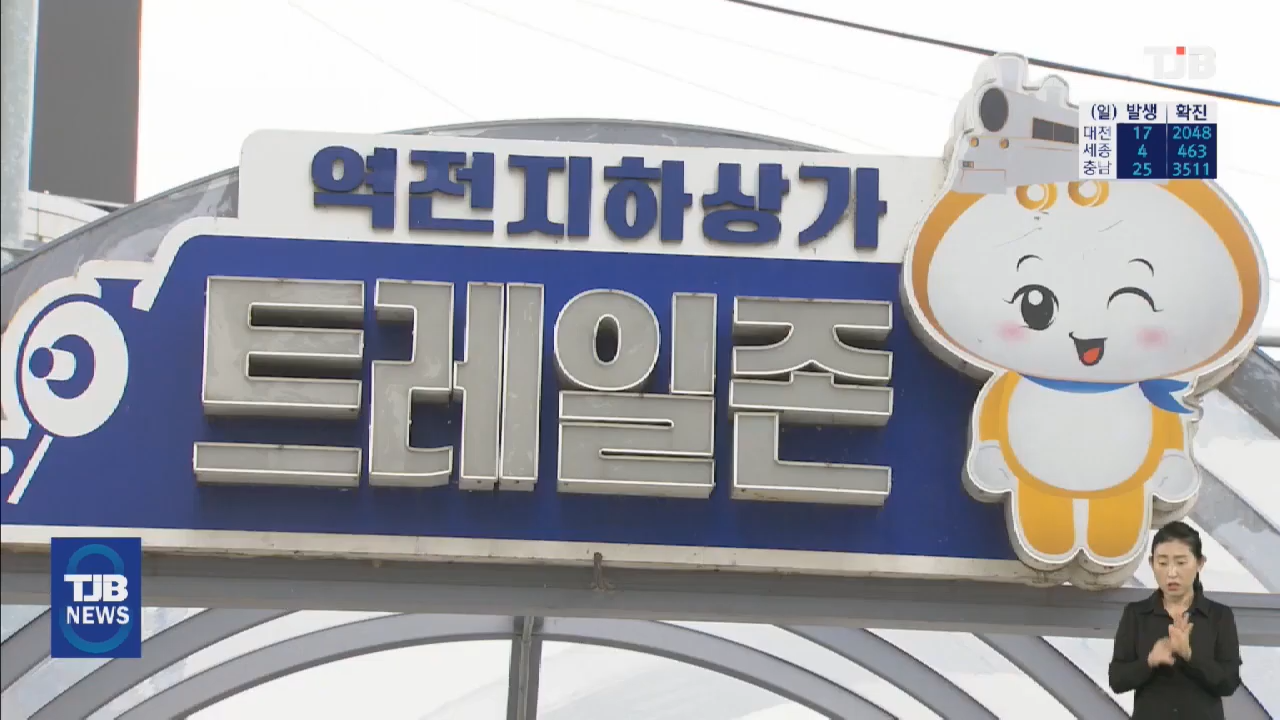 TJB
(일) 발생 확진
대전 17 2048
세종 4 463
충남 25 3511
역전지하상가
트레일존
TJB
NEWS